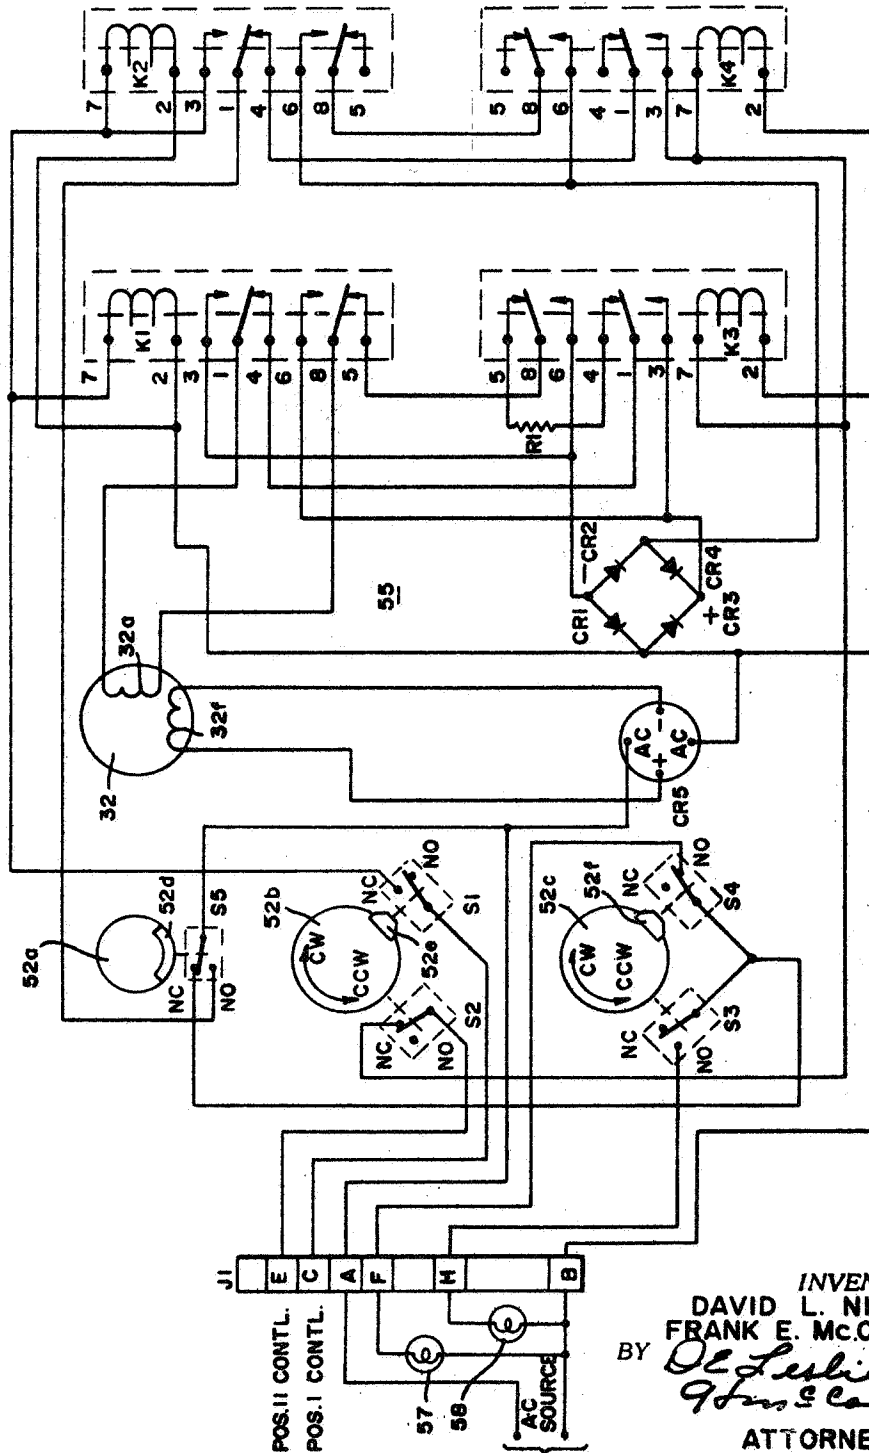 K2
7
2
3
1
4
6
8
5
K4
5
8
6
4
1
3
7
2
K1
7
2
3
1
4
6
8
5
K3
5
8
6
4
1
3
7
2
R1
CR1
—CR2
+
CR3
CR4
55
32a
32f
32
AC
AC
+
-
CR5
52a
52d
S5
NC
NO
52b
CW
CCW
52e
NC
NO
S1
NC
NO
S2
52c
CW
CCW
52f
NC
NO
S4
NC
NO
S3
J1
E
C
A
F
H
B
POS.II CONTL.
POS. I CONTL.
57
58
A-C
SOURCE
INVEN
DAVID L. NI
FRANK E. Mc.C
BY
ATTORNE